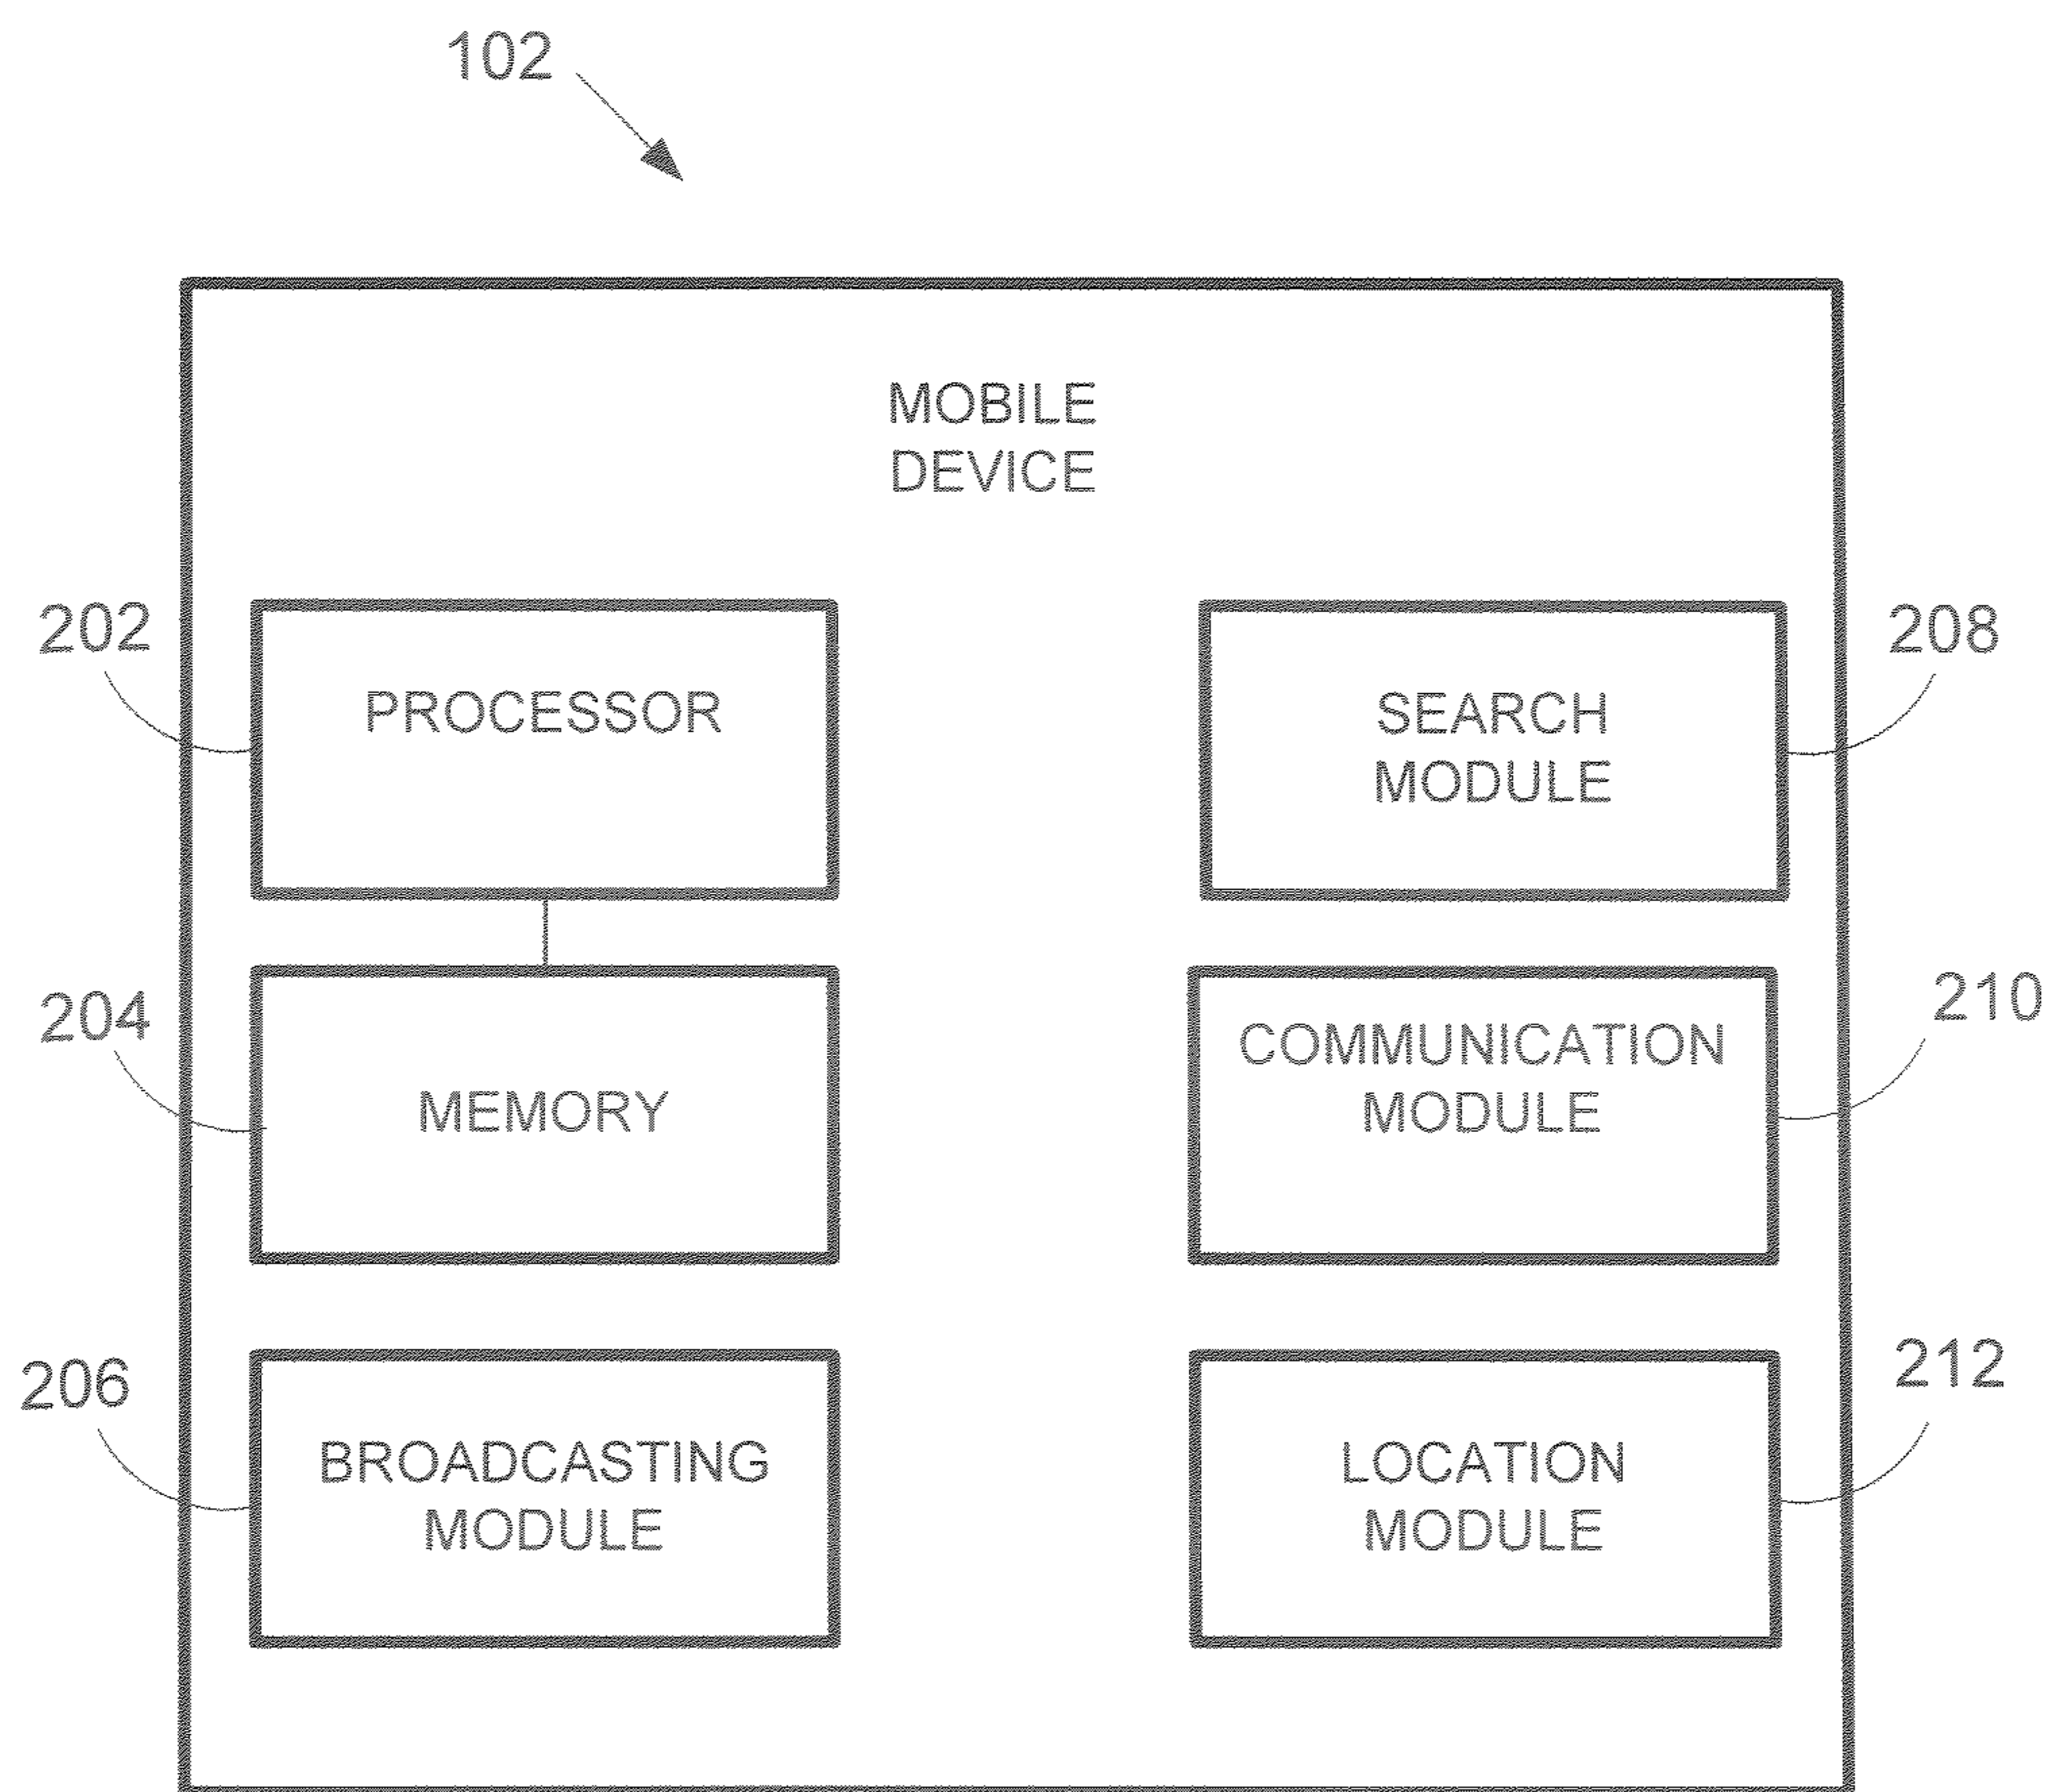 102
MOBILE
DEVICE
202
PROCESSOR
208
SEARCH
MODULE
204
MEMORY
210
COMMUNICATION
MODULE
206
BROADCASTING
MODULE
212
LOCATION
MODULE